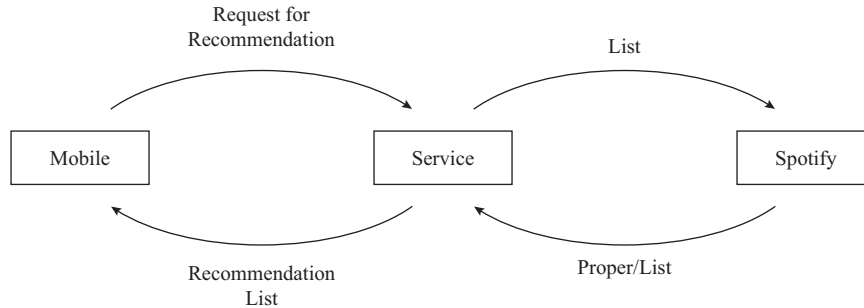 Request for
Recommendation
List
Mobile
Service
Spotify
Recommendation
List
Proper/List